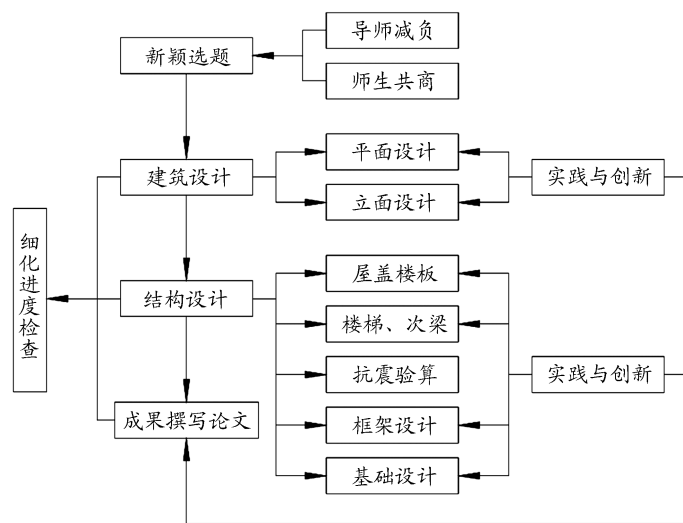 导师减负
新颖选题
师生共商
平面设计
建筑设计
实践与创新
立面设计
细化进度检查
屋盖楼板
结构设计
楼梯、次梁
抗震验算
实践与创新
成果撰写论文
框架设计
基础设计